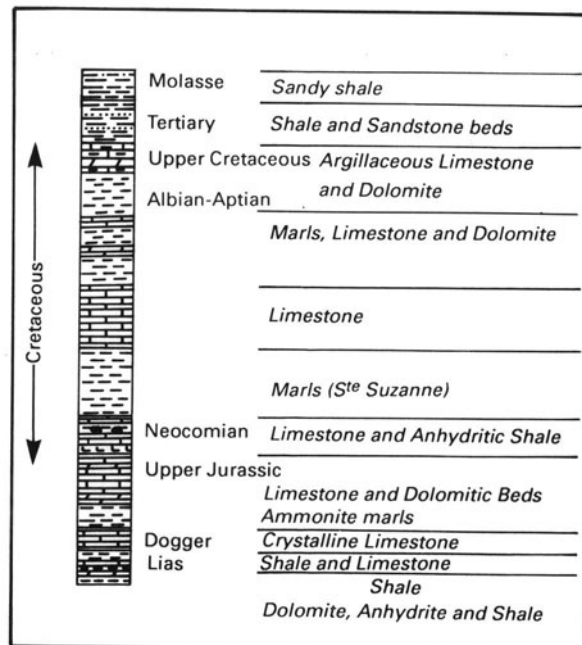 Molasse Sandy shale
Tertiary Shale and Sandstone beds
Upper Cretaceous Argillaceous Limestone
and Dolomite
Albian-Aptian
Marls, Limestone and Dolomite
Cretaceous
Limestone
Marls (Ste Suzanne)
Neocomian Limestone and Anhydritic Shale
Upper Jurassic
Limestone and Dolomitic Beds
Ammonite marls
Dogger Crystalline Limestone
Lias Shale and Limestone
Shale
Dolomite, Anhydrite and Shale